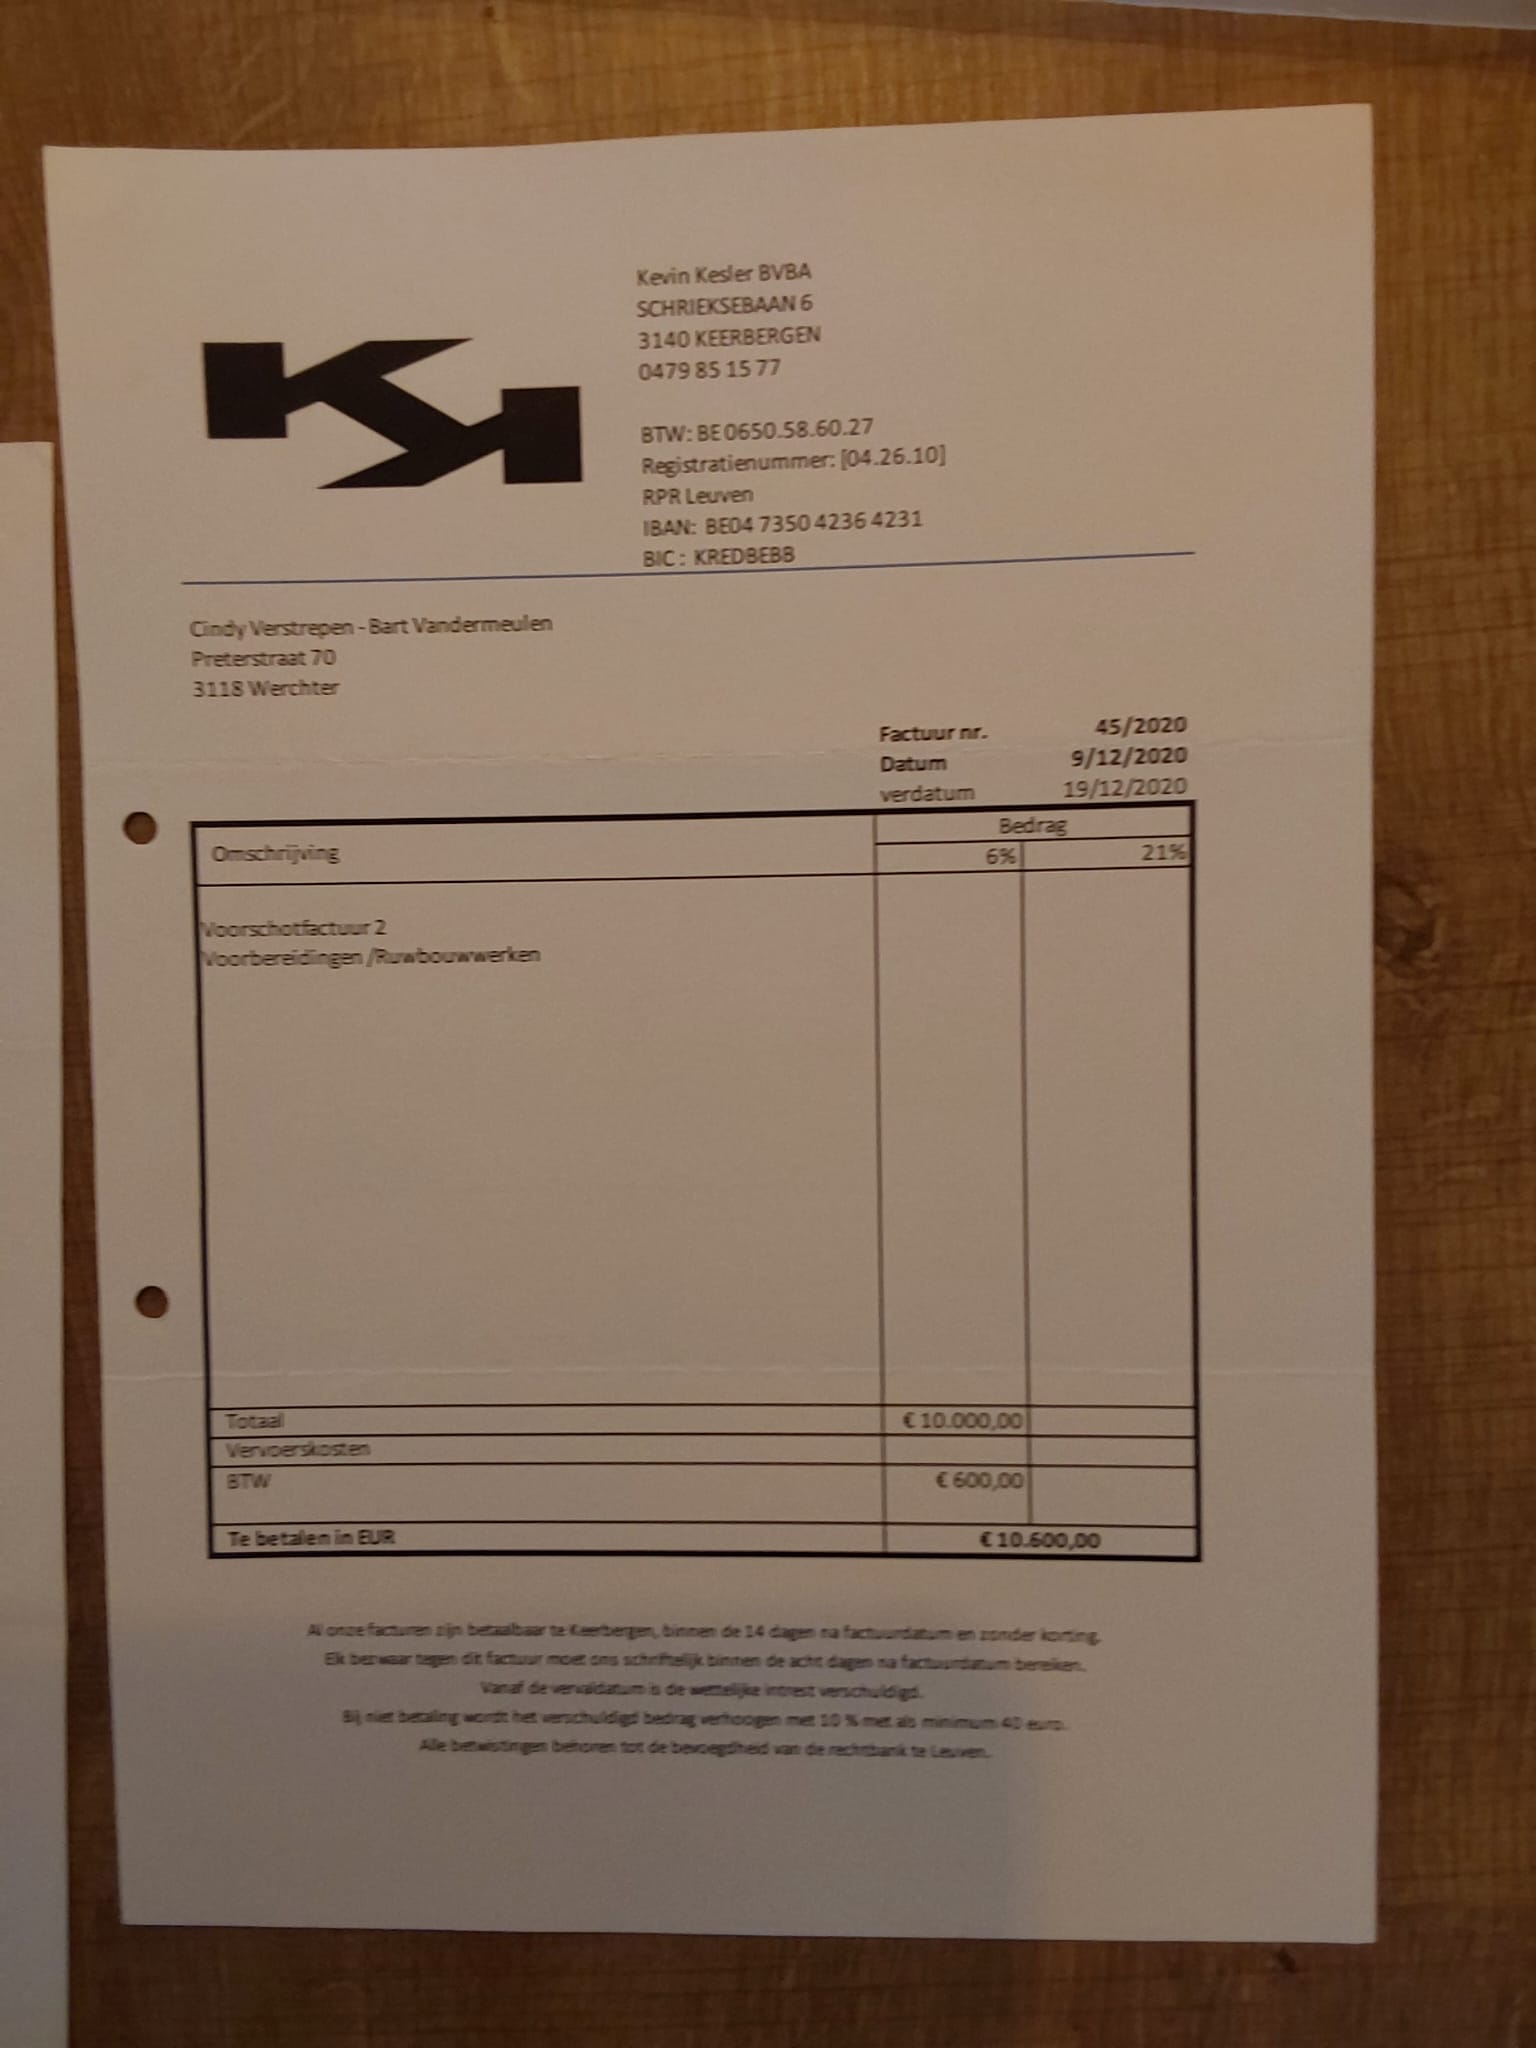 Kevin Kesler BVBA
SCHRIEKSEBAAN 6
3140 KEERBERGEN
0479 85 15 77
BTW: BE 0650.58.60.27
Registratienummer: [04.26.10]
RPR Leuven
IBAN: BE04 7350 4236 4231
BIC : KREDBEBB
Cindy Verstrepen - Bart Vandermeulen
Preterstraat 70
3118 Werchter
Factuur nr. 45/2020
Datum 9/12/2020
verdatum 19/12/2020
Omschrijving Bedrag
6% 21%
Voorschotfactuur 2
Voorbereidingen /Ruwbouwwerken
Totaal € 10.000,00
Vervoerskosten
BTW € 600,00
Te betalen in EUR € 10.600,00
Al onze facturen zijn betaalbaar te Keerbergen, binnen de 14 dagen na factuurdatum en zonder korting.
Elk bezwaar tegen dit factuur moet ons schriftelijk binnen de acht dagen na factuurdatum bereiken.
Vanaf de vervaldatum is de wettelijke intrest verschuldigd.
Bij niet betaling wordt het verschuldigd bedrag verhoogen met 10 % met als minimum 40 euro.
Alle betwistingen behoren tot de bevoegdheid van de rechtbank te Leuven.